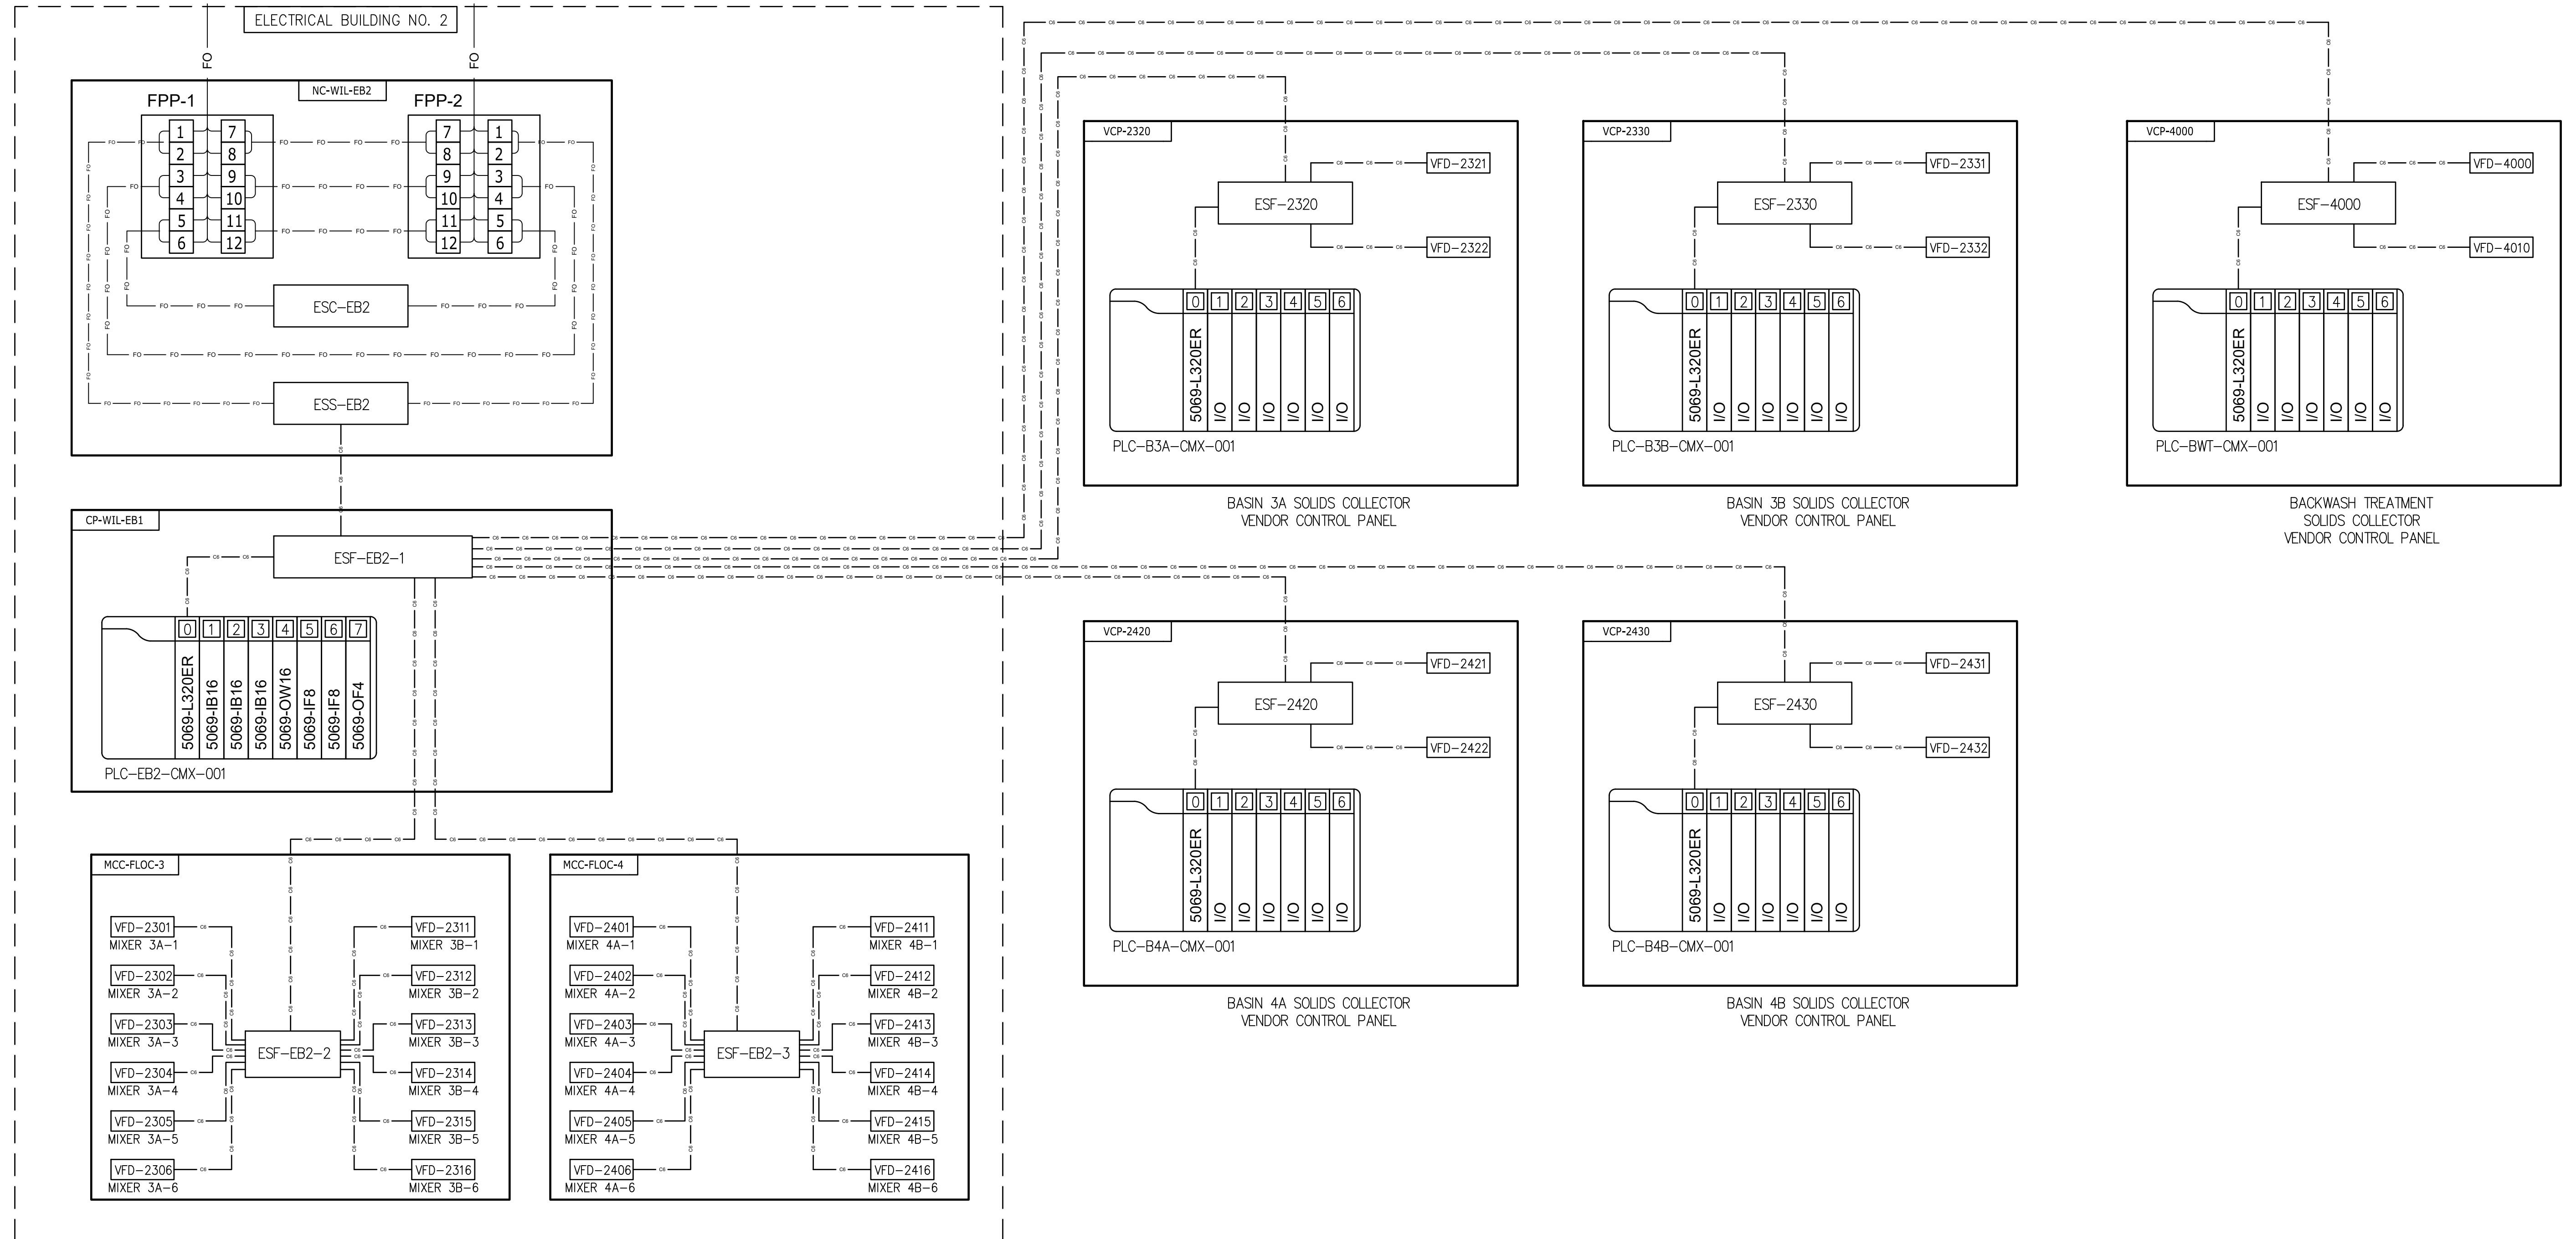 ELECTRICAL BUILDING NO. 2
FO
FO
NC-WIL-EB2
FPP-1
FPP-2
1 7
2 8
3 9
4 10
5 11
6 12
7 1
8 2
9 3
10 4
11 5
12 6
FO FO FO FO
FO FO FO FO
FO FO FO FO
ESC-EB2
ESS-EB2
C6
CP-WIL-EB1
ESF-EB2-1
0 1 2 3 4 5 6 7
5069-L320ER
5069-IB16
5069-IB16
5069-IB16
5069-OW16
5069-IF8
5069-IF8
5069-OF4
PLC-EB2-CMX-001
MCC-FLOC-3
VFD-2301
MIXER 3A-1
VFD-2302
MIXER 3A-2
VFD-2303
MIXER 3A-3
VFD-2304
MIXER 3A-4
VFD-2305
MIXER 3A-5
VFD-2306
MIXER 3A-6
ESF-EB2-2
VFD-2311
MIXER 3B-1
VFD-2312
MIXER 3B-2
VFD-2313
MIXER 3B-3
VFD-2314
MIXER 3B-4
VFD-2315
MIXER 3B-5
VFD-2316
MIXER 3B-6
MCC-FLOC-4
VFD-2401
MIXER 4A-1
VFD-2402
MIXER 4A-2
VFD-2403
MIXER 4A-3
VFD-2404
MIXER 4A-4
VFD-2405
MIXER 4A-5
VFD-2406
MIXER 4A-6
ESF-EB2-3
VFD-2411
MIXER 4B-1
VFD-2412
MIXER 4B-2
VFD-2413
MIXER 4B-3
VFD-2414
MIXER 4B-4
VFD-2415
MIXER 4B-5
VFD-2416
MIXER 4B-6
VCP-2320
ESF-2320
VFD-2321
VFD-2322
0 1 2 3 4 5 6
5069-L320ER
I/O I/O I/O I/O I/O I/O
PLC-B3A-CMX-001
BASIN 3A SOLIDS COLLECTOR
VENDOR CONTROL PANEL
VCP-2330
ESF-2330
VFD-2331
VFD-2332
0 1 2 3 4 5 6
5069-L320ER
I/O I/O I/O I/O I/O I/O
PLC-B3B-CMX-001
BASIN 3B SOLIDS COLLECTOR
VENDOR CONTROL PANEL
VCP-4000
ESF-4000
VFD-4000
VFD-4010
0 1 2 3 4 5 6
5069-L320ER
I/O I/O I/O I/O I/O I/O
PLC-BWT-CMX-001
BACKWASH TREATMENT
SOLIDS COLLECTOR
VENDOR CONTROL PANEL
VCP-2420
ESF-2420
VFD-2421
VFD-2422
0 1 2 3 4 5 6
5069-L320ER
I/O I/O I/O I/O I/O I/O
PLC-B4A-CMX-001
BASIN 4A SOLIDS COLLECTOR
VENDOR CONTROL PANEL
VCP-2430
ESF-2430
VFD-2431
VFD-2432
0 1 2 3 4 5 6
5069-L320ER
I/O I/O I/O I/O I/O I/O
PLC-B4B-CMX-001
BASIN 4B SOLIDS COLLECTOR
VENDOR CONTROL PANEL